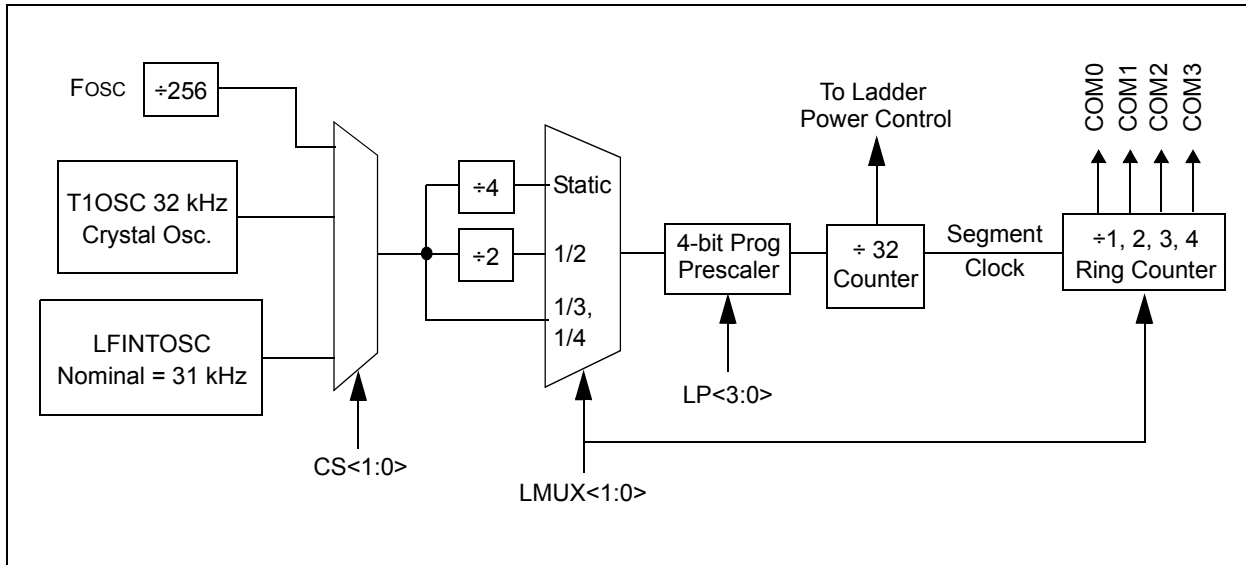 FOSC
÷256
T1OSC 32 kHz
Crystal Osc.
LFINTOSC
Nominal = 31 kHz
CS<1:0>
÷4
÷2
Static
1/2
1/3,
1/4
LMUX<1:0>
4-bit Prog
Prescaler
LP<3:0>
To Ladder
Power Control
÷ 32
Counter
Segment
Clock
COM0
COM1
COM2
COM3
÷1, 2, 3, 4
Ring Counter